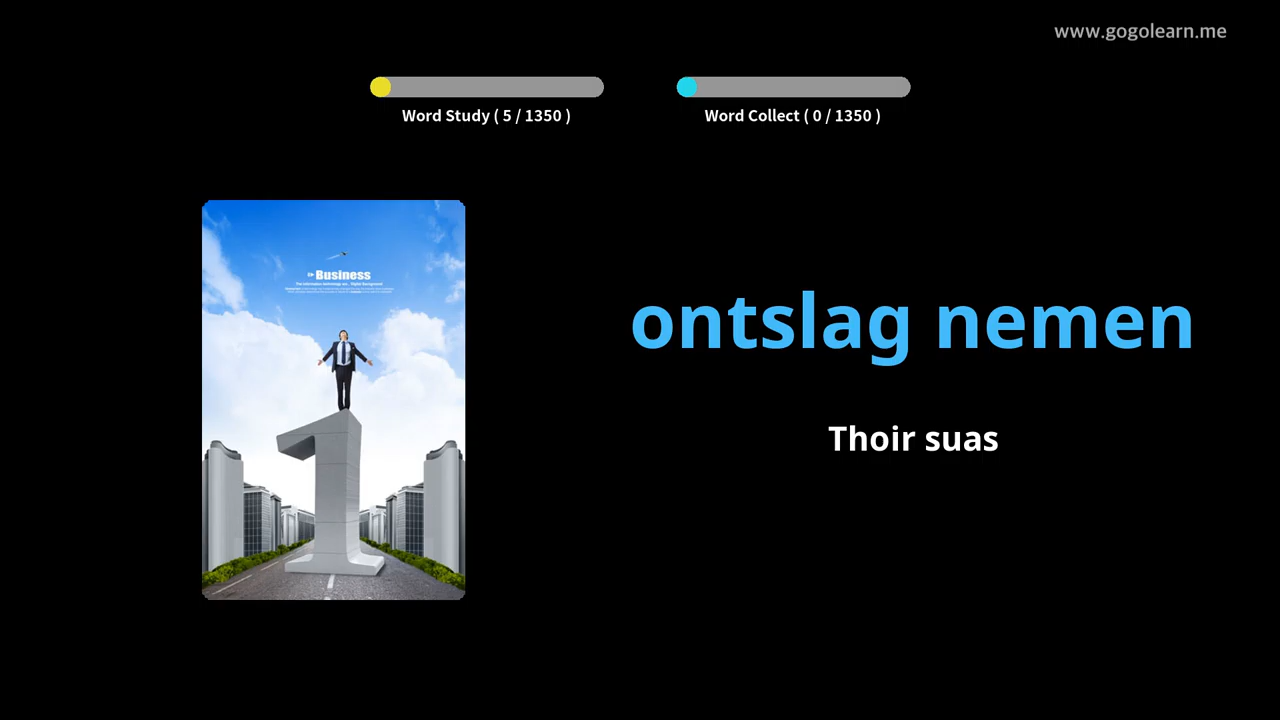 www.gogolearn.me
Word Study ( 5 / 1350 )
Word Collect ( 0 / 1350 )
Business
ontslag nemen
Thoir suas